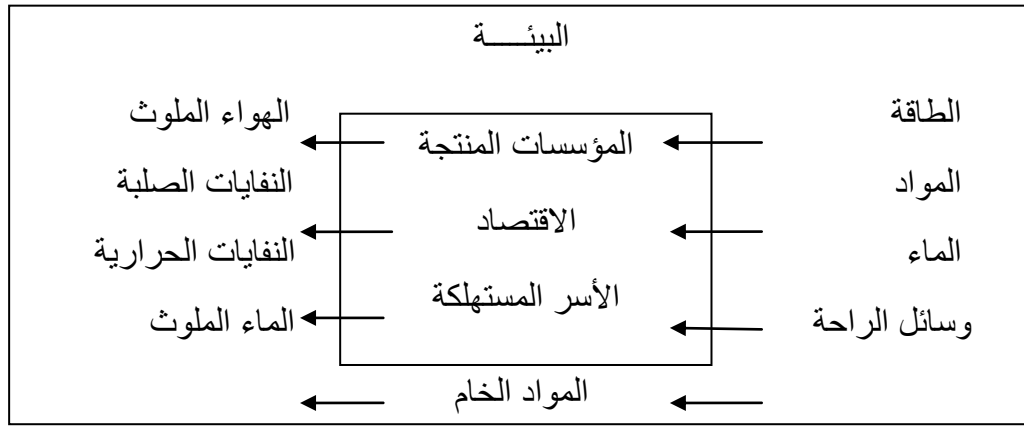 البيئـــــة
الطاقة
المواد
الماء
وسائل الراحة
المؤسسات المنتجة
الاقتصاد
الأسر المستهلكة
الهواء الملوث
النفايات الصلبة
النفايات الحرارية
الماء الملوث
المواد الخام